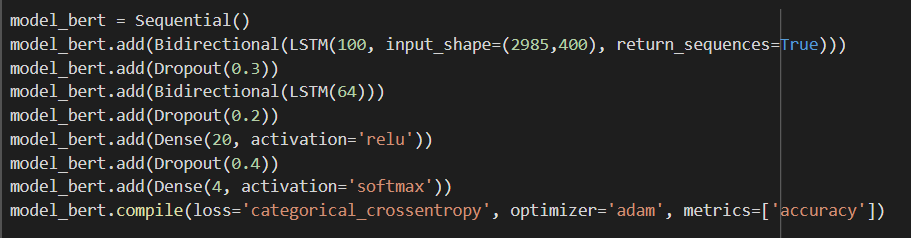 model_bert = Sequential()
model_bert.add(Bidirectional(LSTM(100, input_shape=(2985,400), return_sequences=True)))
model_bert.add(Dropout(0.3))
model_bert.add(Bidirectional(LSTM(64)))
model_bert.add(Dropout(0.2))
model_bert.add(Dense(20, activation='relu'))
model_bert.add(Dropout(0.4))
model_bert.add(Dense(4, activation='softmax'))
model_bert.compile(loss='categorical_crossentropy', optimizer='adam', metrics=['accuracy'])